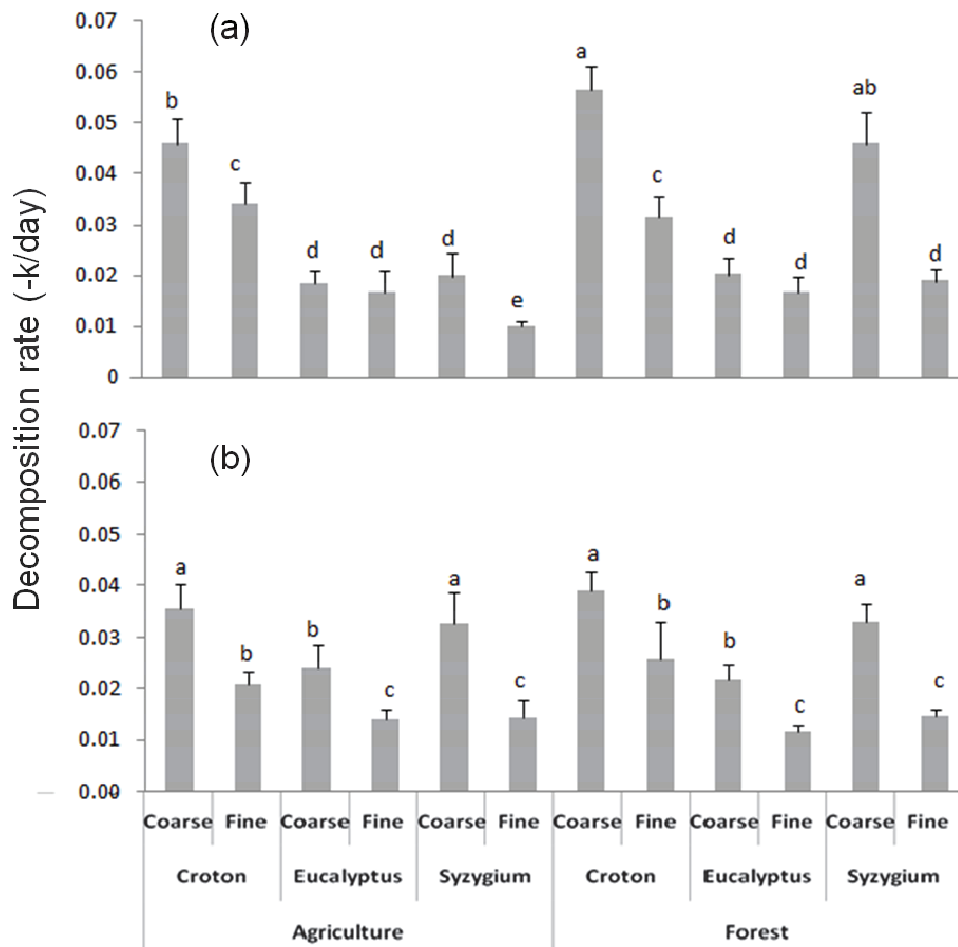 (a)
0.07
0.06
0.05
0.04
0.03
0.02
0.01
0
b
c
d
d
d
e
a
c
d
d
ab
d
Decomposition rate (-k/day)
(b)
0.07
0.06
0.05
0.04
0.03
0.02
0.01
0.00
a
b
b
c
a
c
a
b
b
c
a
c
Coarse Fine Coarse Fine Coarse Fine Coarse Fine Coarse Fine Coarse Fine
Croton Eucalyptus Syzygium Croton Eucalyptus Syzygium
Agriculture Forest